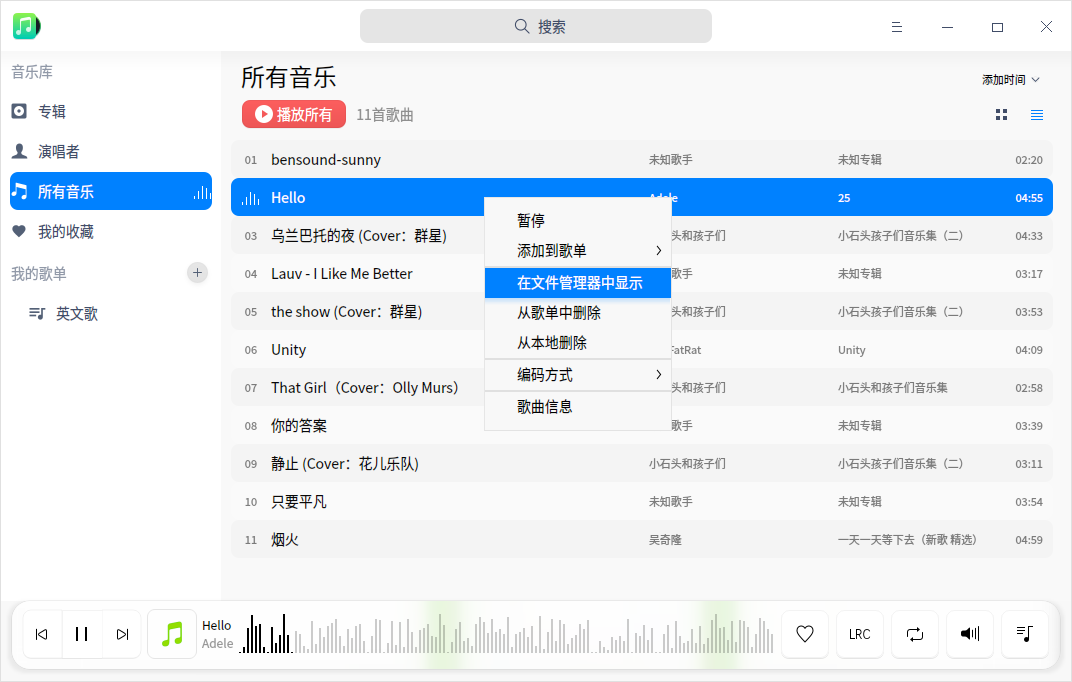 搜索
音乐库
专辑
演唱者
所有音乐
我的收藏
我的歌单
英文歌
所有音乐
添加时间
播放所有
11首歌曲
01 bensound-sunny 未知歌手 未知专辑 02:20
Hello Adele 25 04:55
03 乌兰巴托的夜 (Cover：群星) 头和孩子们 小石头孩子们音乐集（二） 04:33
04 Lauv - I Like Me Better 歌手 未知专辑 03:17
05 the show (Cover：群星) 头和孩子们 小石头孩子们音乐集（二） 03:53
06 Unity FatRat Unity 04:09
07 That Girl（Cover：Olly Murs） 头和孩子们 小石头和孩子们音乐集 02:58
08 你的答案 歌手 未知专辑 03:39
09 静止 (Cover：花儿乐队) 小石头和孩子们 小石头孩子们音乐集（二） 03:11
10 只要平凡 未知歌手 未知专辑 03:54
11 烟火 吴奇隆 一天一天等下去（新歌 精选） 04:59
暂停
添加到歌单
在文件管理器中显示
从歌单中删除
从本地删除
编码方式
歌曲信息
Hello
Adele
LRC